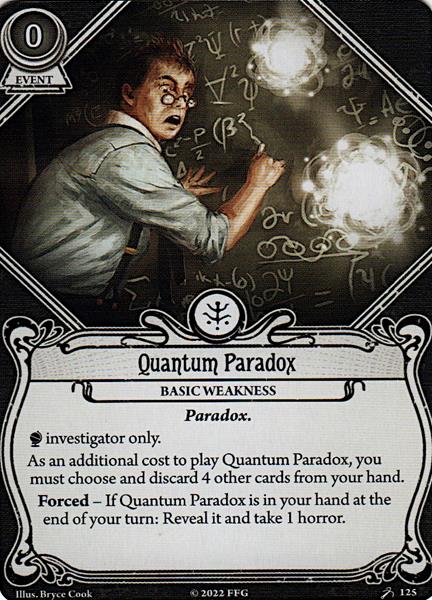 0
EVENT
Quantum Paradox
BASIC WEAKNESS
Paradox.
investigator only.
As an additional cost to play Quantum Paradox, you
must choose and discard 4 other cards from your hand.
Forced – If Quantum Paradox is in your hand at the
end of your turn: Reveal it and take 1 horror.
Illus. Bryce Cook
© 2022 FFG
125